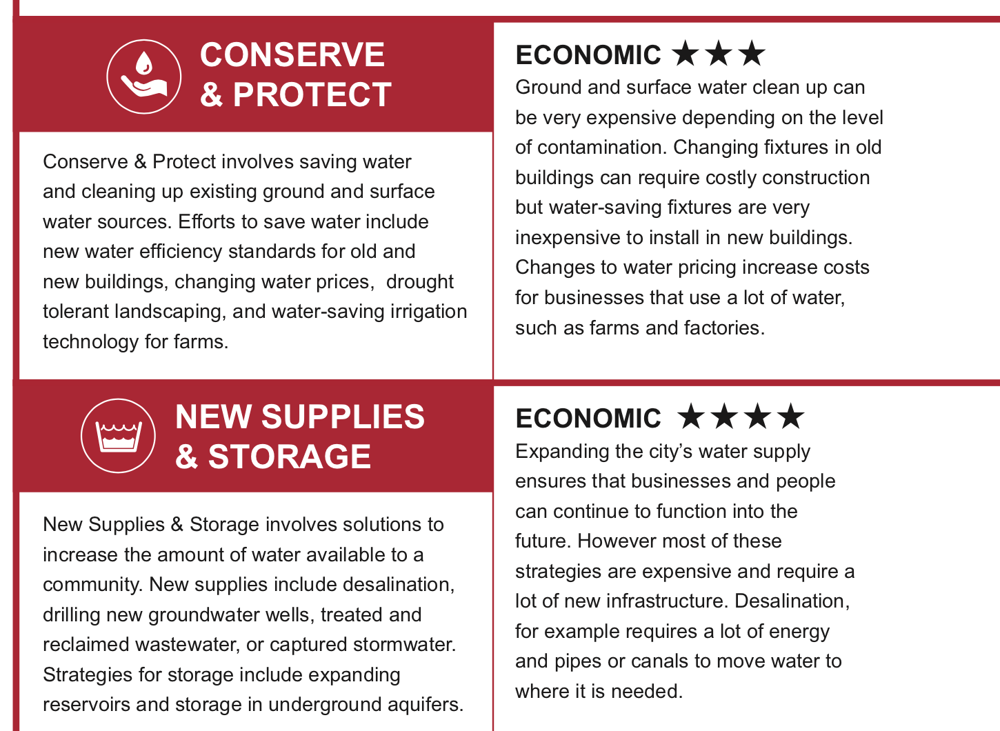 CONSERVE
& PROTECT
Conserve & Protect involves saving water
and cleaning up existing ground and surface
water sources. Efforts to save water include
new water efficiency standards for old and
new buildings, changing water prices,  drought
tolerant landscaping, and water-saving irrigation
technology for farms.
ECONOMIC ★★★
Ground and surface water clean up can
be very expensive depending on the level
of contamination. Changing fixtures in old
buildings can require costly construction
but water-saving fixtures are very
inexpensive to install in new buildings.
Changes to water pricing increase costs
for businesses that use a lot of water,
such as farms and factories.
NEW SUPPLIES
& STORAGE
New Supplies & Storage involves solutions to
increase the amount of water available to a
community. New supplies include desalination,
drilling new groundwater wells, treated and
reclaimed wastewater, or captured stormwater.
Strategies for storage include expanding
reservoirs and storage in underground aquifers.
ECONOMIC ★★★★
Expanding the city’s water supply
ensures that businesses and people
can continue to function into the
future. However most of these
strategies are expensive and require a
lot of new infrastructure. Desalination,
for example requires a lot of energy
and pipes or canals to move water to
where it is needed.